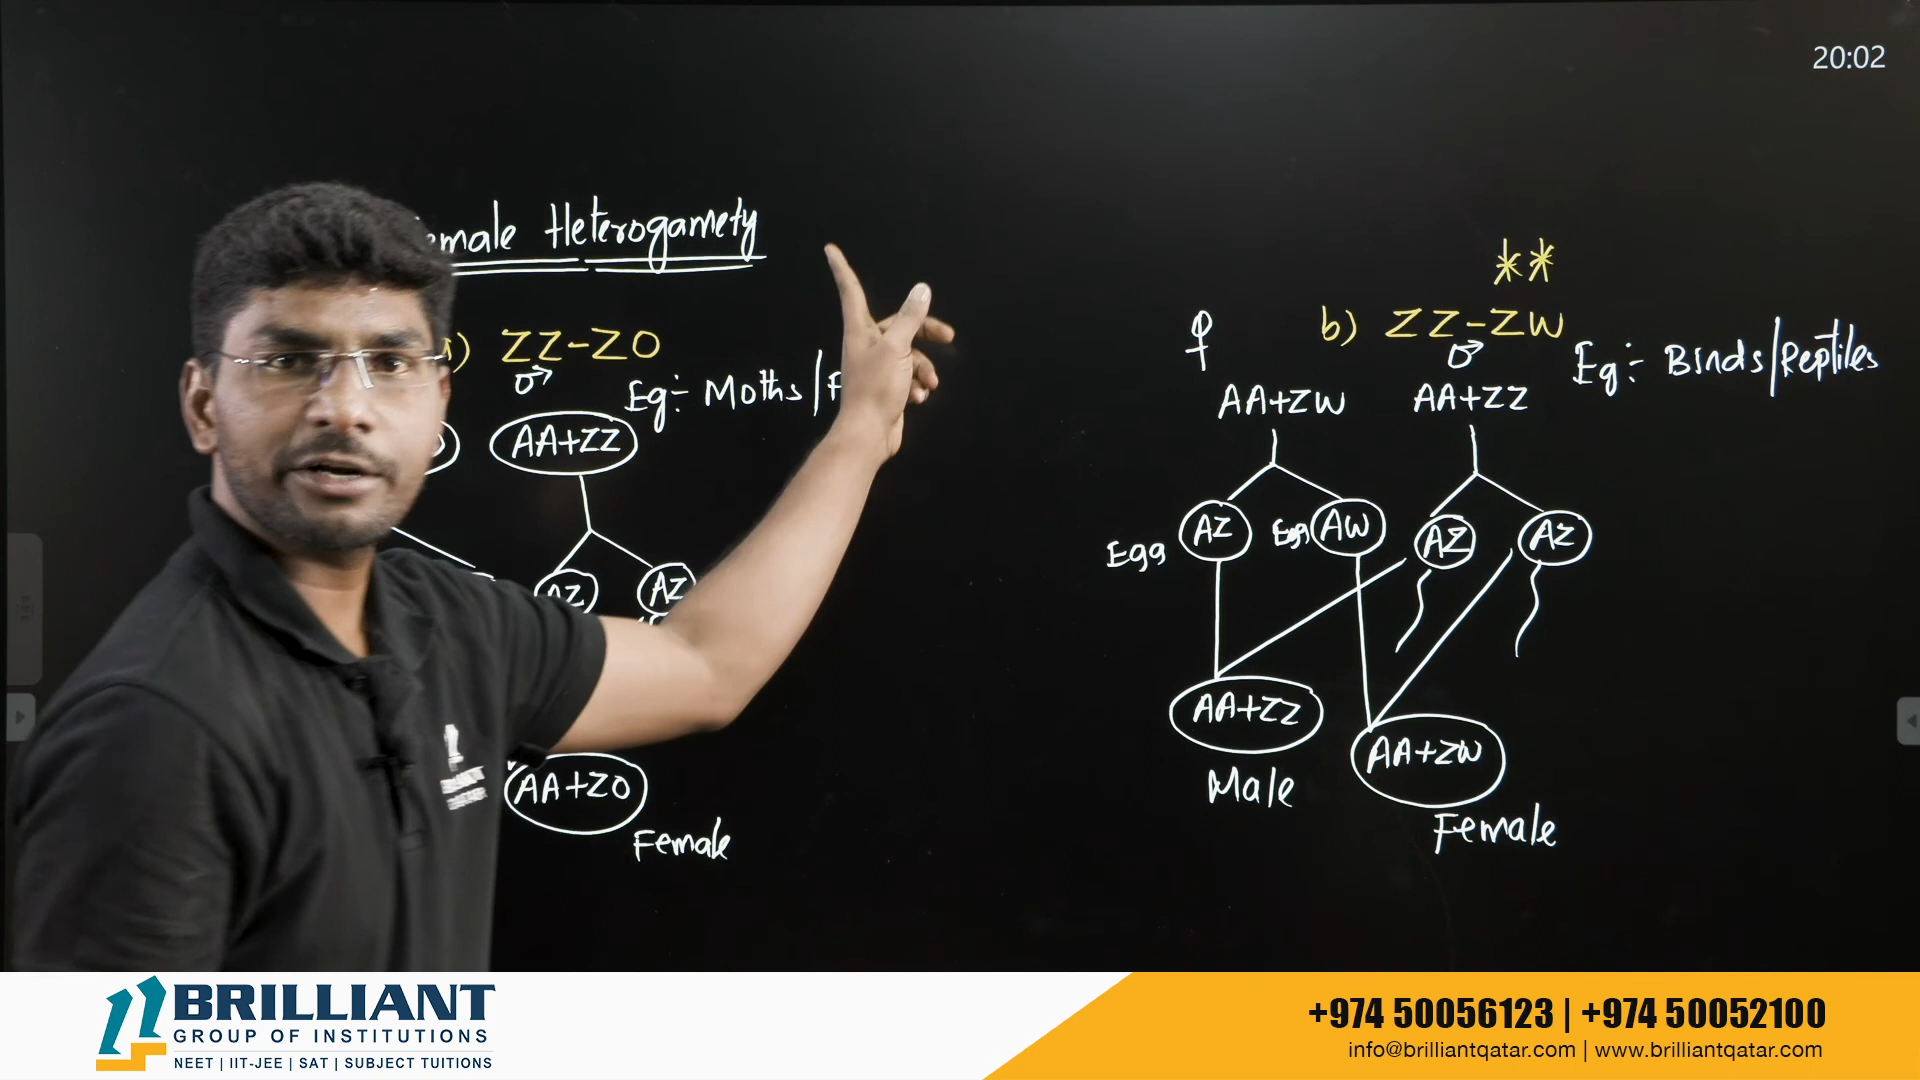 20:02
emale Heterogamety
a) ZZ-ZO
Eg:- Moths/F
AA+ZZ
AZ
AZ
AA+ZO
Female
**
♀ b) ZZ-ZW
♂
Eg:- Birds/Reptiles
AA+ZW AA+ZZ
Egg AZ Egg AW AZ AZ
AA+ZZ
AA+ZW
Male
Female
BRILLIANT
GROUP OF INSTITUTIONS
NEET | IIT-JEE | SAT | SUBJECT TUITIONS
+974 50056123 | +974 50052100
info@brilliantqatar.com | www.brilliantqatar.com